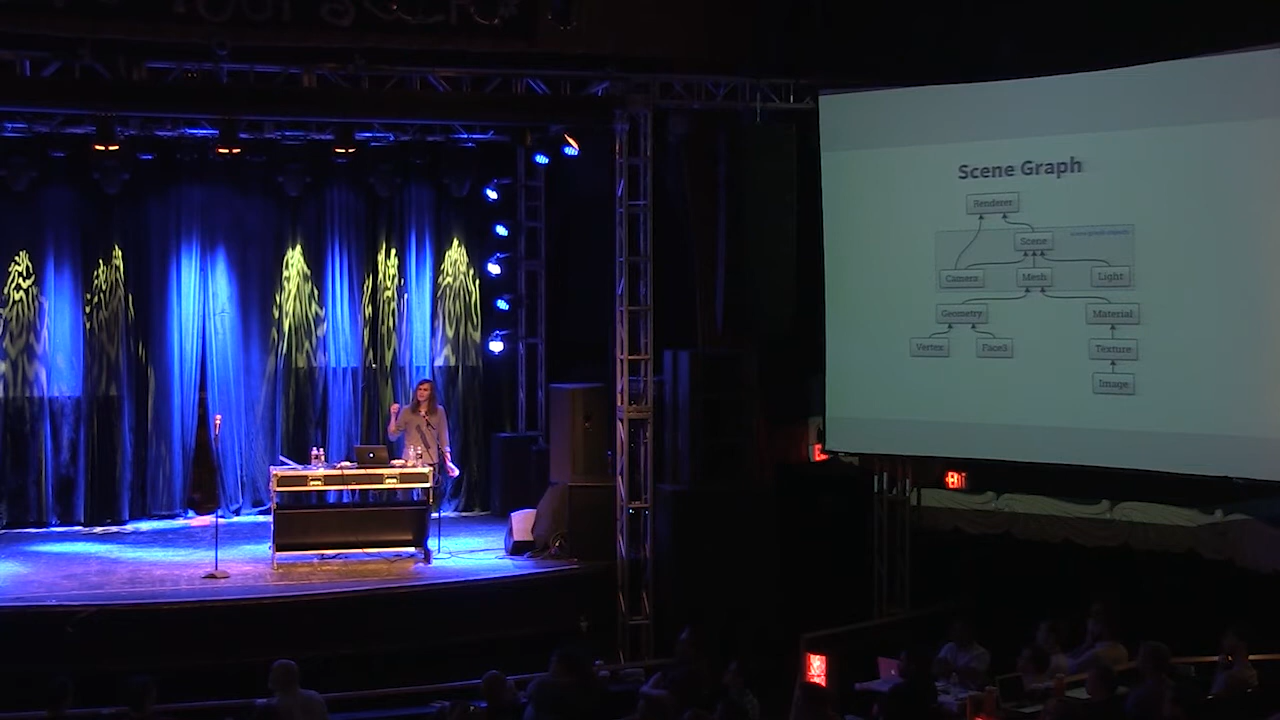 Scene Graph
Renderer
Scene
Camera Mesh Light
Geometry Material
Vertex Face3 Texture
Image
EXIT